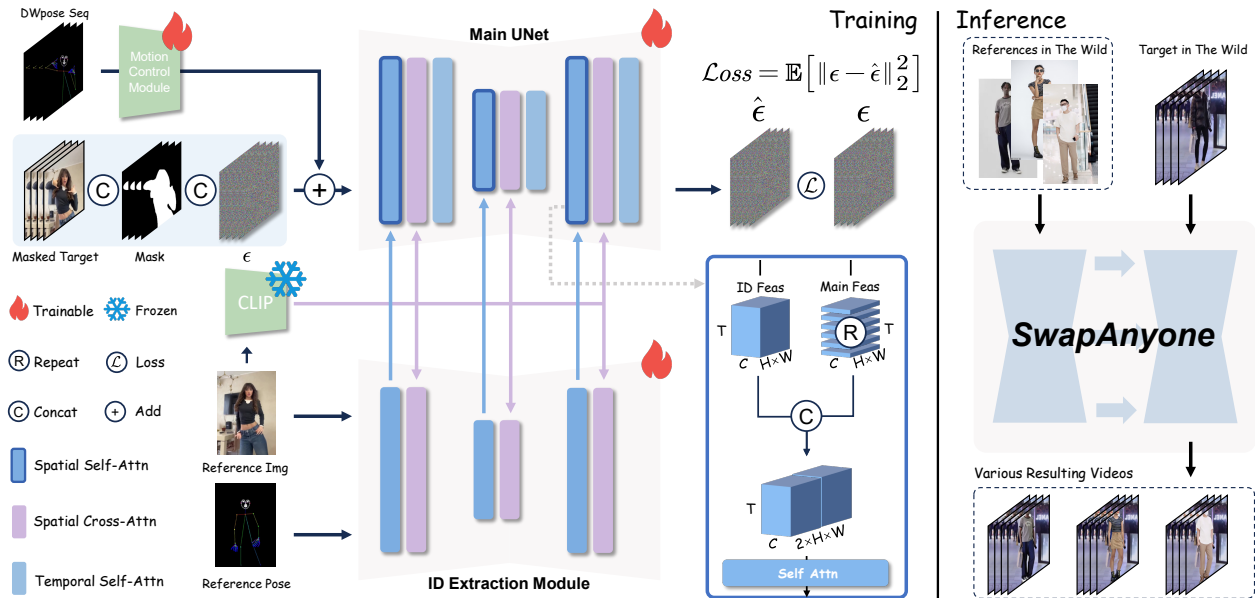 DWpose Seq
Motion
Control
Module
Main UNet
Training
Inference
References in The Wild
Target in The Wild
ℒoss = 𝔼[‖ϵ − ϵ̂‖₂²]
ϵ̂
ϵ
C
C
+
ℒ
Masked Target
Mask
ϵ
CLIP
Trainable
Frozen
R
Repeat
ℒ
Loss
C
Concat
+
Add
Reference Img
Spatial Self-Attn
Spatial Cross-Attn
Temporal Self-Attn
Reference Pose
ID Extraction Module
ID Feas
Main Feas
T
C
H×W
R
T
C
H×W
C
T
C
2×H×W
Self Attn
SwapAnyone
Various Resulting Videos